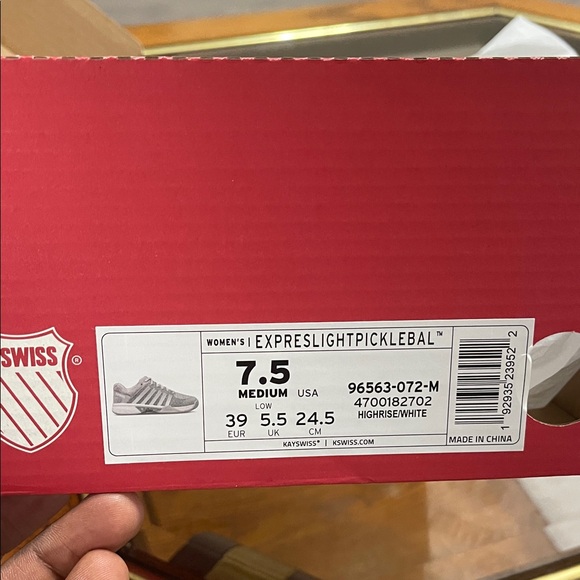 SWISS ®
WOMEN'S | EXPRESLIGHTPICKLEBAL™
7.5
MEDIUM USA
LOW
39 5.5 24.5
EUR UK CM
96563-072-M
4700182702
HIGHRISE/WHITE
KAYSWISS® | KSWISS.COM
1 92935 23952 2
MADE IN CHINA